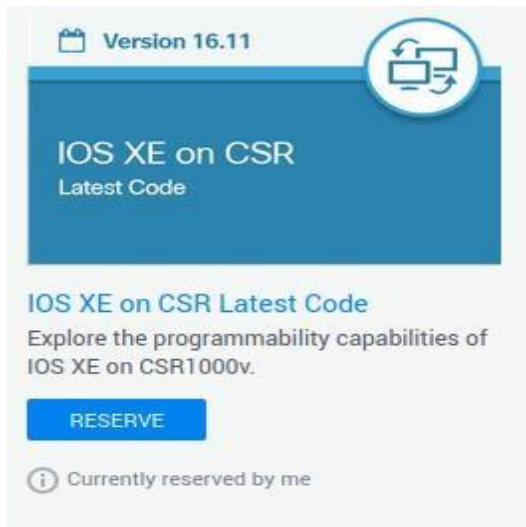 Version 16.11
IOS XE on CSR
Latest Code
IOS XE on CSR Latest Code
Explore the programmability capabilities of
IOS XE on CSR1000v.
RESERVE
Currently reserved by me